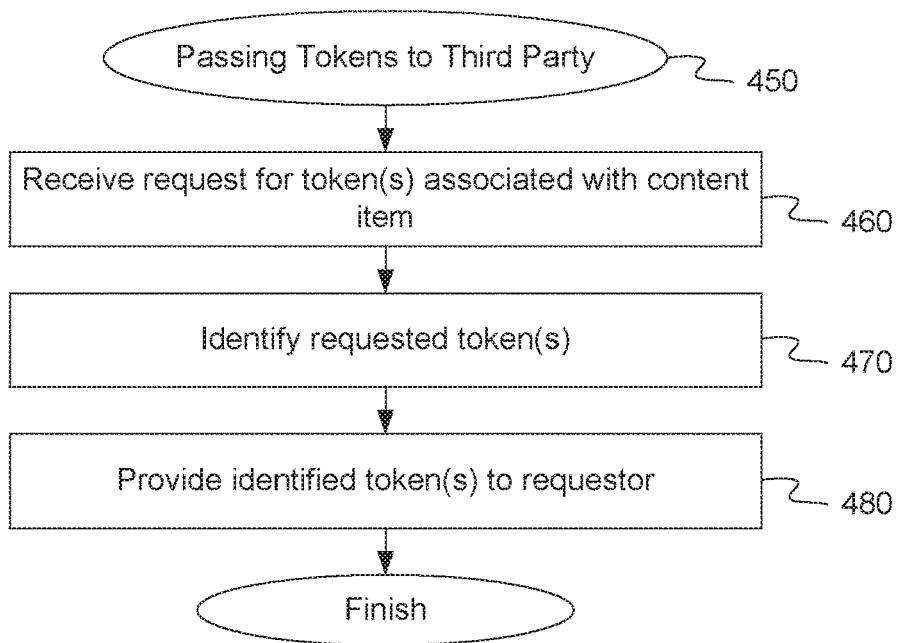 Passing Tokens to Third Party
450
Receive request for token(s) associated with content
item
460
Identify requested token(s)
470
Provide identified token(s) to requestor
480
Finish